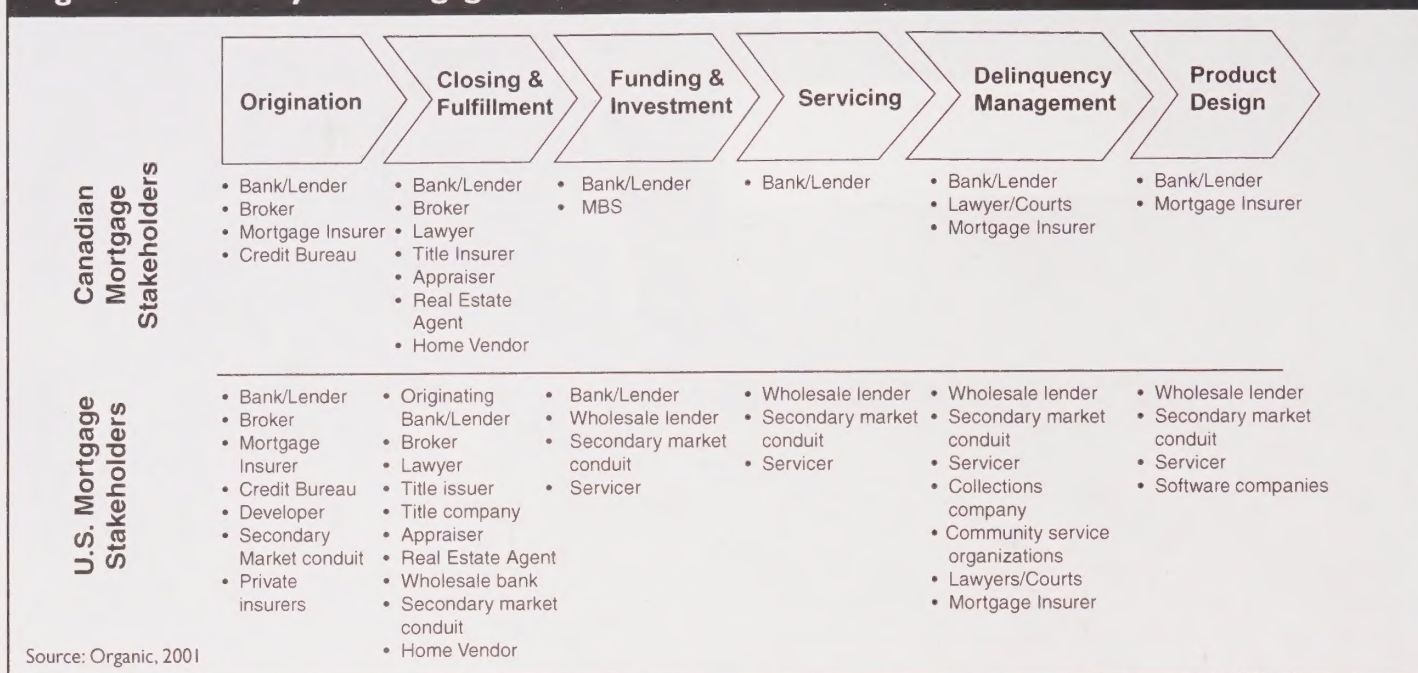 Origination
Closing &
Fulfillment
Funding &
Investment
Servicing
Delinquency
Management
Product
Design
Canadian
Mortgage
Stakeholders
• Bank/Lender
• Broker
• Mortgage Insurer
• Credit Bureau
• Bank/Lender
• Broker
• Lawyer
• Title Insurer
• Appraiser
• Real Estate
Agent
• Home Vendor
• Bank/Lender
• MBS
• Bank/Lender
• Bank/Lender
• Lawyer/Courts
• Mortgage Insurer
• Bank/Lender
• Mortgage Insurer
U.S. Mortgage
Stakeholders
• Bank/Lender
• Broker
• Mortgage
Insurer
• Credit Bureau
• Developer
• Secondary
Market conduit
• Private
insurers
• Originating
Bank/Lender
• Broker
• Lawyer
• Title issuer
• Title company
• Appraiser
• Real Estate Agent
• Wholesale bank
• Secondary market
conduit
• Home Vendor
• Bank/Lender
• Wholesale lender
• Secondary market
conduit
• Servicer
• Wholesale lender
• Secondary market
conduit
• Servicer
• Wholesale lender
• Secondary market
conduit
• Servicer
• Collections
company
• Community service
organizations
• Lawyers/Courts
• Mortgage Insurer
• Wholesale lender
• Secondary market
conduit
• Servicer
• Software companies
Source: Organic, 2001